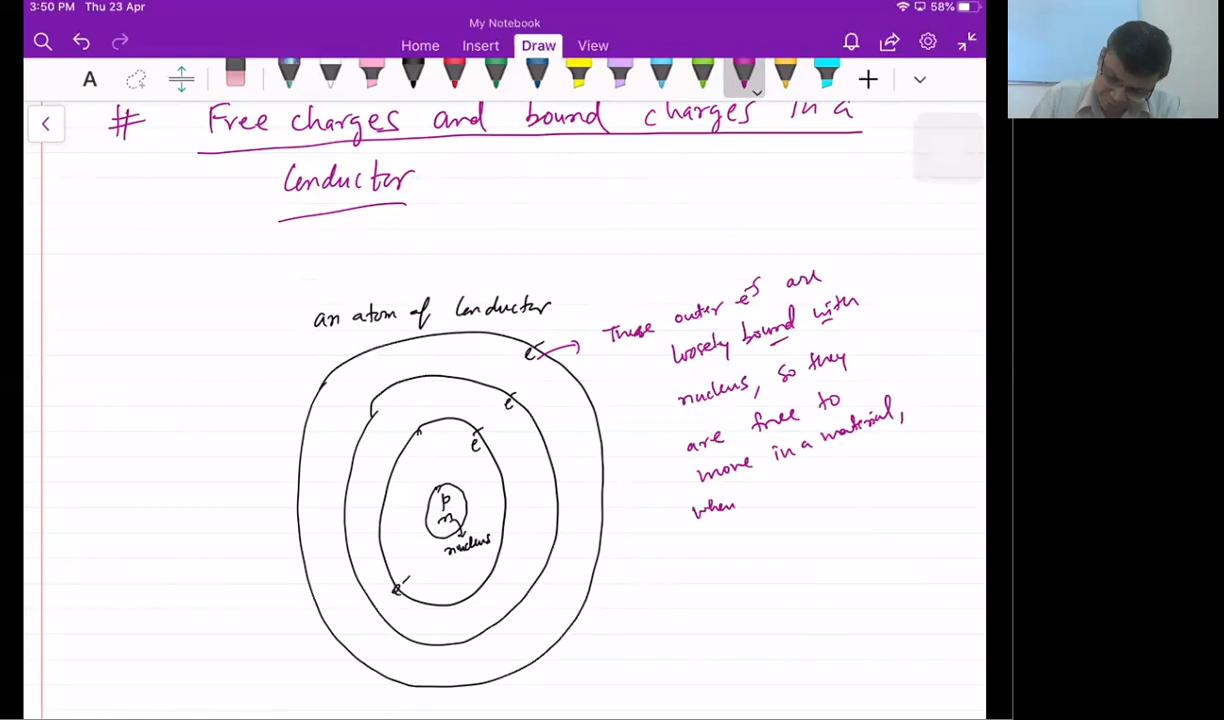 3:50 PM Thu 23 Apr
58%
My Notebook
Home Insert Draw View
A
# Free charges and bound charges in a
Conductor
an atom of Conductor
e⁻
e⁻
e⁻
p
n
nucleus
e⁻
These outer e⁻s are
loosely bound with
nucleus, so they
are free to
move in a material,
when